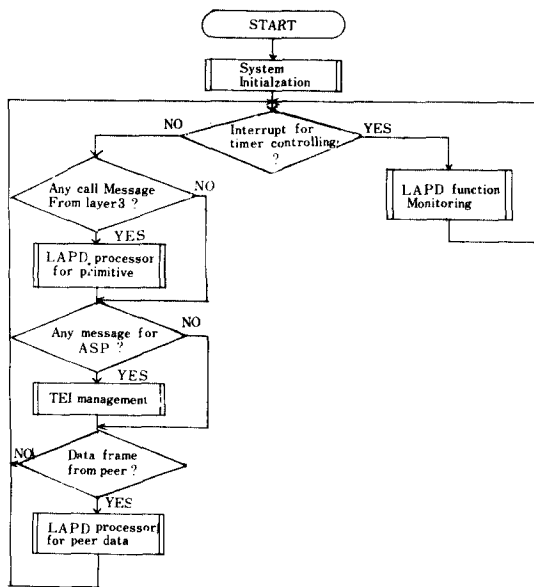 START
System
Initialzation
Interrupt for
timer controlling;
?
NO
YES
Any call Message
From layer3 ?
NO
LAPD function
Monitoring
YES
LAPD processor
for primitive
Any message for
ASP ?
NO
YES
TEI management
Data frame
from peer ?
NO
YES
LAPD processor
for peer data